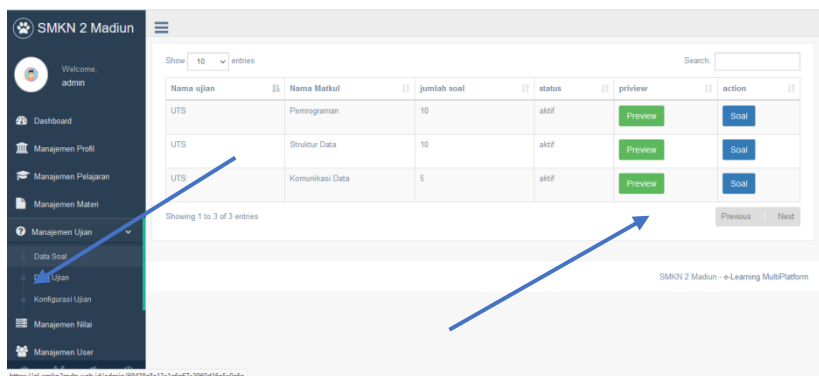 SMKN 2 Madiun
Welcome,
admin
Dashboard
Manajemen Profil
Manajemen Pelajaran
Manajemen Materi
Manajemen Ujian
Data Soal
Ujian
Konfigurasi Ujian
Manajemen Nilai
Manajemen User
Show 10 entries
Search:
Nama ujian Nama Matkul jumlah soal status priview action
UTS Pemrograman 10 aktif Preview Soal
UTS Struktur Data 10 aktif Preview Soal
UTS Komunikasi Data 5 aktif Preview Soal
Showing 1 to 3 of 3 entries
Previous 1 Next
SMKN 2 Madiun - e-Learning MultiPlatform